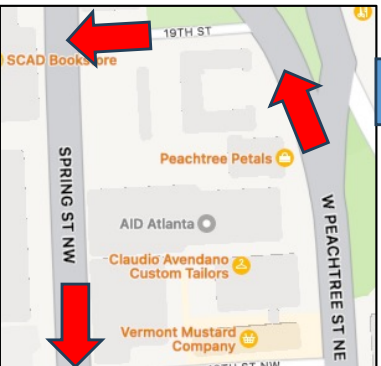 19TH ST
SCAD Bookstore
Peachtree Petals
SPRING ST NW
AID Atlanta
W PEACHTREE ST NE
Claudio Avendano
Custom Tailors
Vermont Mustard
Company
ST NW